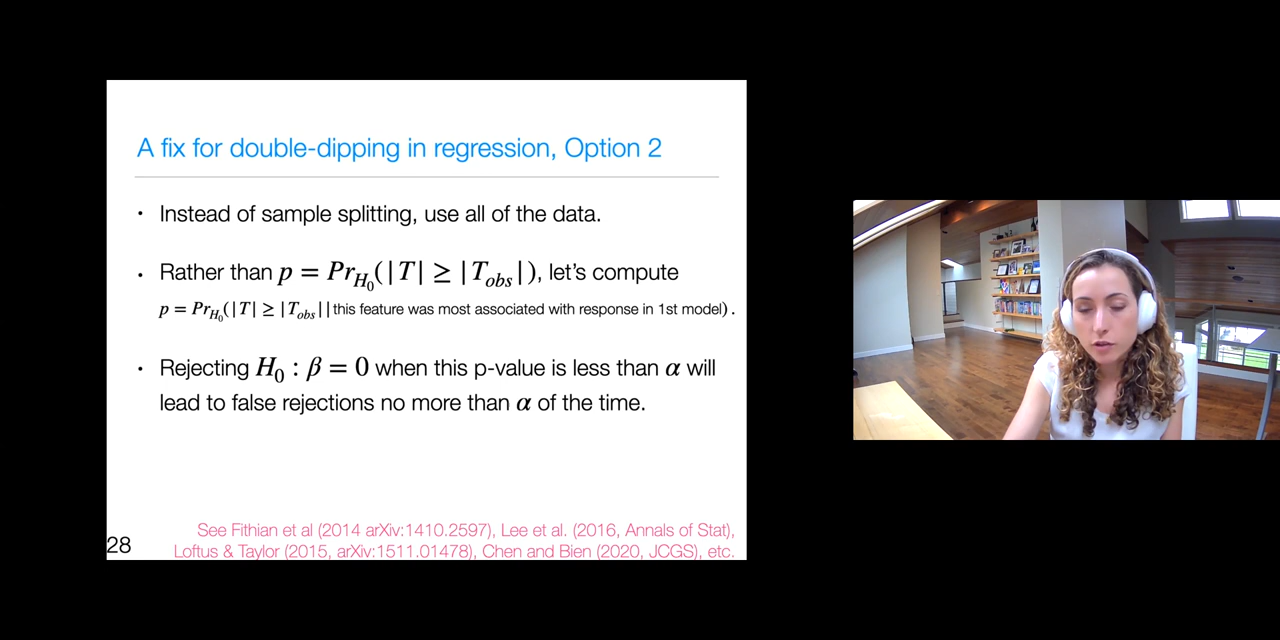 A fix for double-dipping in regression, Option 2
• Instead of sample splitting, use all of the data.
• Rather than p = Pr_{H_0}(|T| ≥ |T_{obs}|), let's compute
p = Pr_{H_0}(|T| ≥ |T_{obs}| | this feature was most associated with response in 1st model) .
• Rejecting H_0 : β = 0 when this p-value is less than α will
lead to false rejections no more than α of the time.
See Fithian et al (2014 arXiv:1410.2597), Lee et al. (2016, Annals of Stat),
28 Loftus & Taylor (2015, arXiv:1511.01478), Chen and Bien (2020, JCGS), etc.